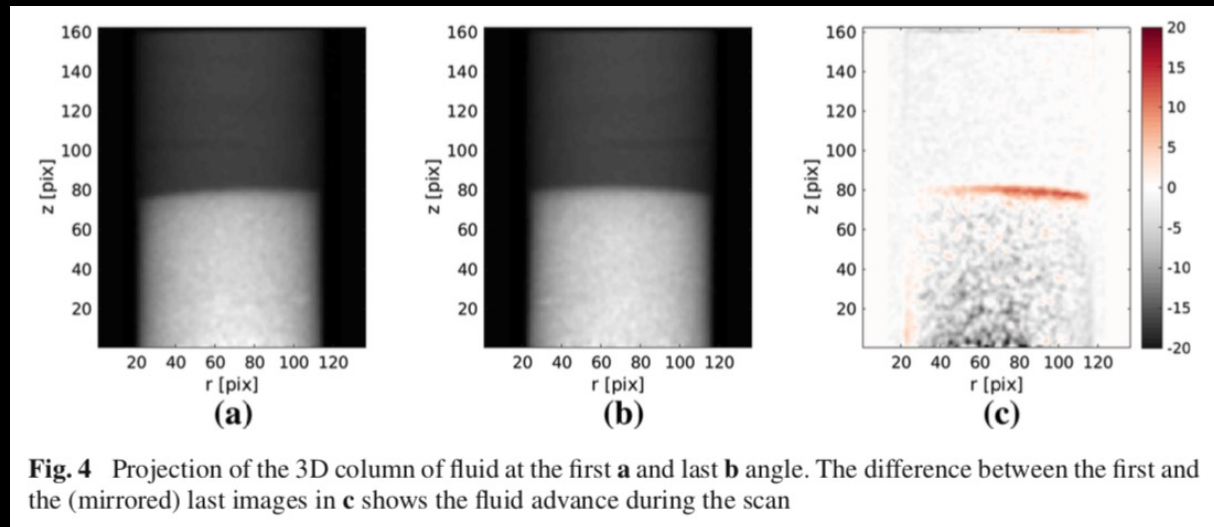 160
140
120
100
80
60
40
20
z [pix]
20 40 60 80 100 120
r [pix]
(a)
160
140
120
100
80
60
40
20
z [pix]
20 40 60 80 100 120
r [pix]
(b)
160
140
120
100
80
60
40
20
z [pix]
20 40 60 80 100 120
r [pix]
(c)
20
15
10
5
0
-5
-10
-15
-20
Fig. 4 Projection of the 3D column of fluid at the first a and last b angle. The difference between the first and
the (mirrored) last images in c shows the fluid advance during the scan